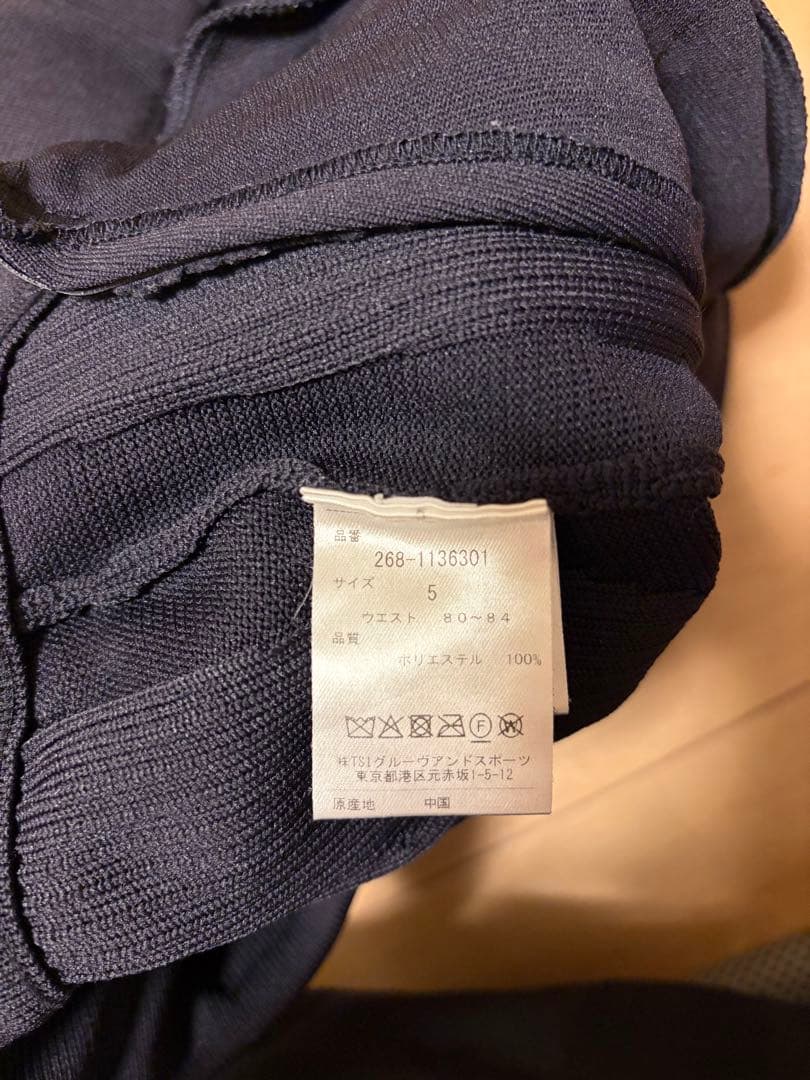 品番
268-1136301
サイズ
5
ウエスト 80～84
品質
ポリエステル 100%
F W
㈱TSIグルーヴアンドスポーツ
東京都港区元赤坂1-5-12
原産地 中国